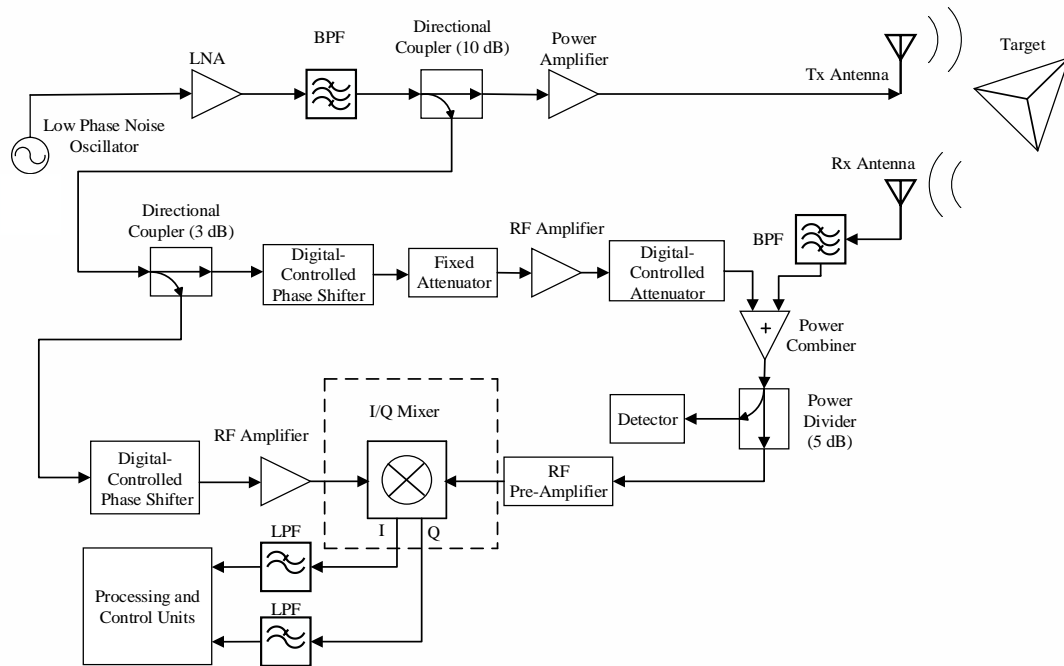 Directional
Coupler (10 dB)
BPF
Power
Amplifier
Target
LNA
Tx Antenna
Low Phase Noise
Oscillator
Rx Antenna
Directional
Coupler (3 dB)
RF Amplifier
BPF
Digital-
Controlled
Phase Shifter
Fixed
Attenuator
Digital-
Controlled
Attenuator
+
Power
Combiner
I/Q Mixer
Detector
Power
Divider
(5 dB)
RF Amplifier
Digital-
Controlled
Phase Shifter
RF
Pre-Amplifier
I
Q
LPF
Processing and
Control Units
LPF